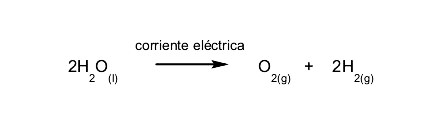 corriente eléctrica
2H2O(l) → O2(g) + 2H2(g)